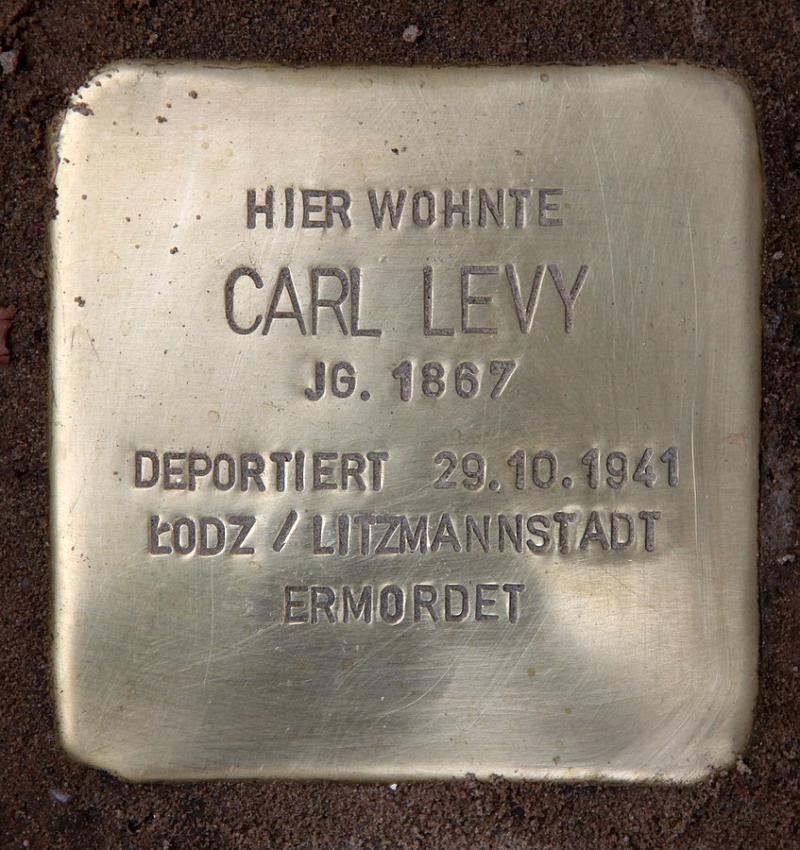 HIER WOHNTE
CARL LEVY
JG. 1867
DEPORTIERT 29.10.1941
ŁODZ / LITZMANNSTADT
ERMORDET